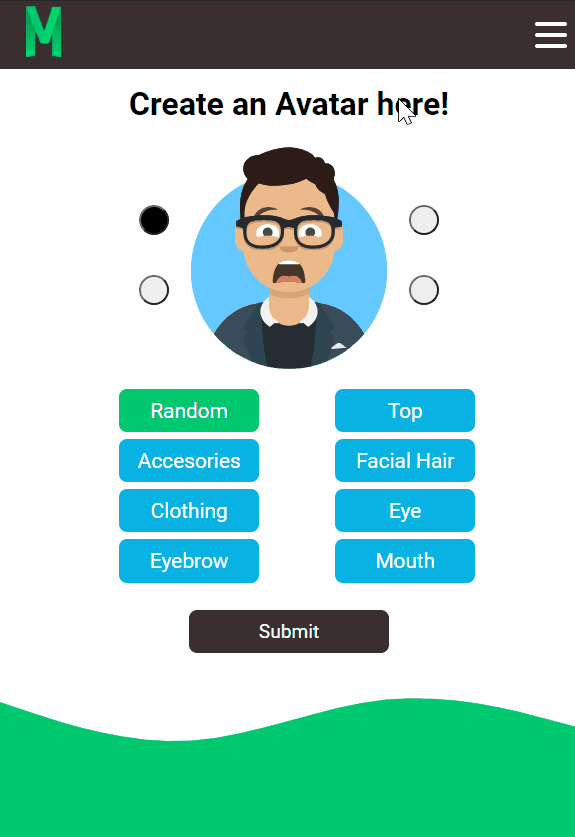 M
Create an Avatar here!
Random
Top
Accesories
Facial Hair
Clothing
Eye
Eyebrow
Mouth
Submit